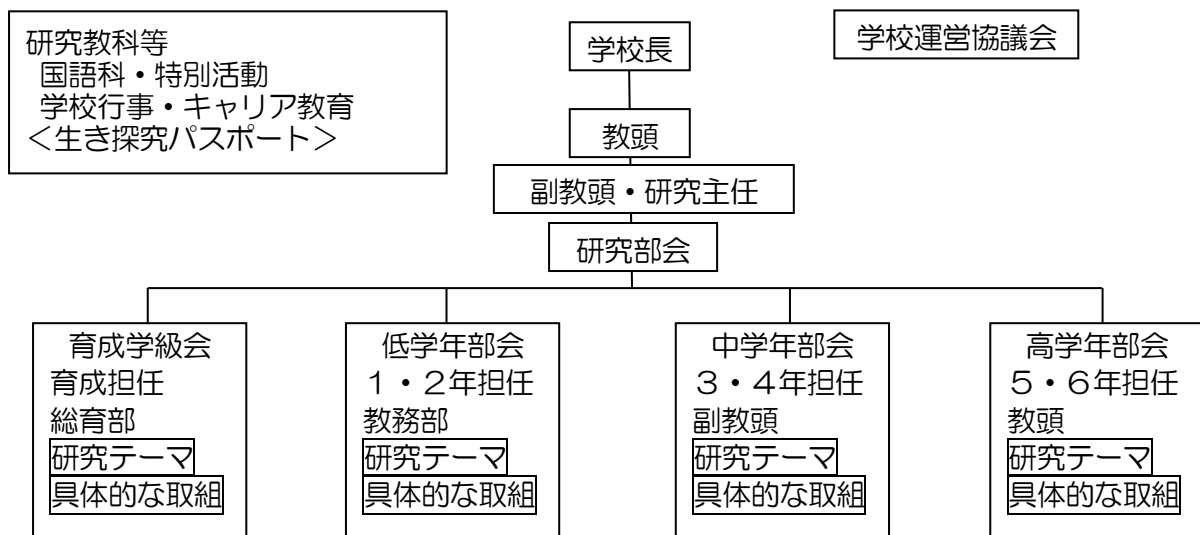 研究教科等
国語科・特別活動
学校行事・キャリア教育
＜生き探究パスポート＞
学校長
学校運営協議会
教頭
副教頭・研究主任
研究部会
育成学級会
育成担任
総育部
研究テーマ
具体的な取組
低学年部会
１・２年担任
教務部
研究テーマ
具体的な取組
中学年部会
３・４年担任
副教頭
研究テーマ
具体的な取組
高学年部会
５・６年担任
教頭
研究テーマ
具体的な取組